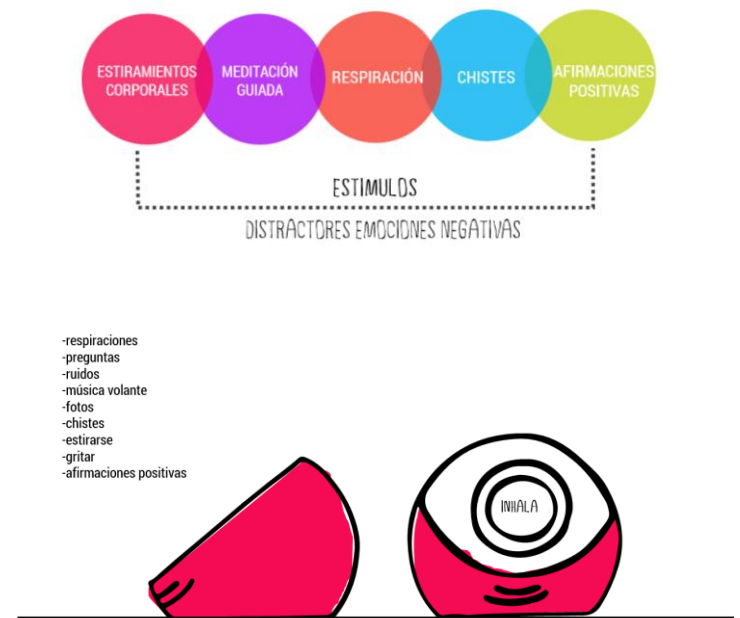 ESTIRAMIENTOS
CORPORALES
MEDITACIÓN
GUIADA
RESPIRACIÓN
CHISTES
AFIRMACIONES
POSITIVAS
ESTIMULOS
DISTRACTORES EMOCIONES NEGATIVAS
-respiraciones
-preguntas
-ruidos
-música volante
-fotos
-chistes
-estirarse
-gritar
-afirmaciones positivas
INHALA